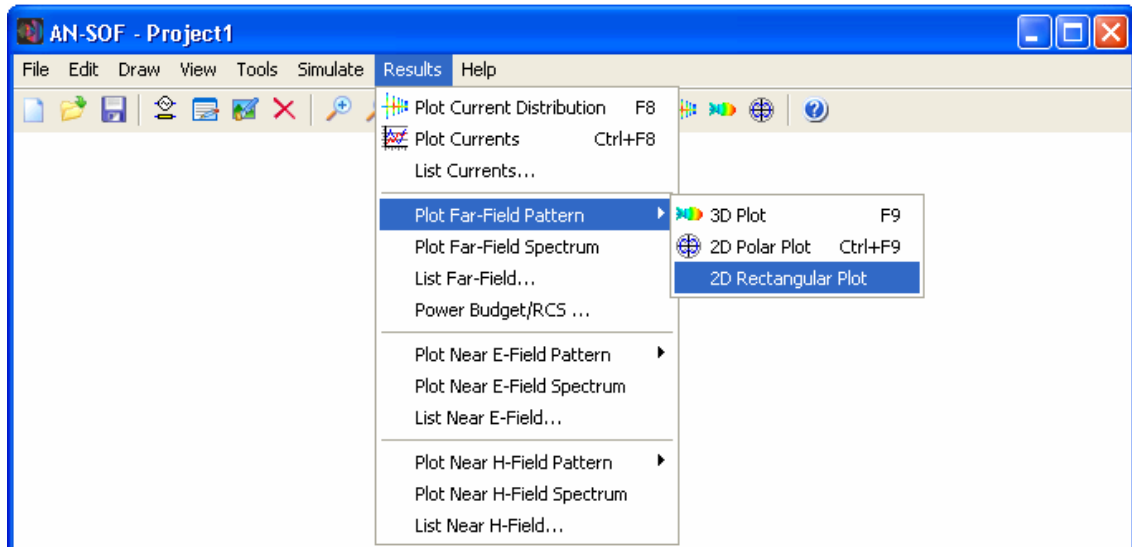 AN-SOF - Project1
File Edit Draw View Tools Simulate Results Help
Plot Current Distribution F8
Plot Currents Ctrl+F8
List Currents...
Plot Far-Field Pattern
3D Plot F9
Plot Far-Field Spectrum
2D Polar Plot Ctrl+F9
List Far-Field...
2D Rectangular Plot
Power Budget/RCS ...
Plot Near E-Field Pattern
Plot Near E-Field Spectrum
List Near E-Field...
Plot Near H-Field Pattern
Plot Near H-Field Spectrum
List Near H-Field...